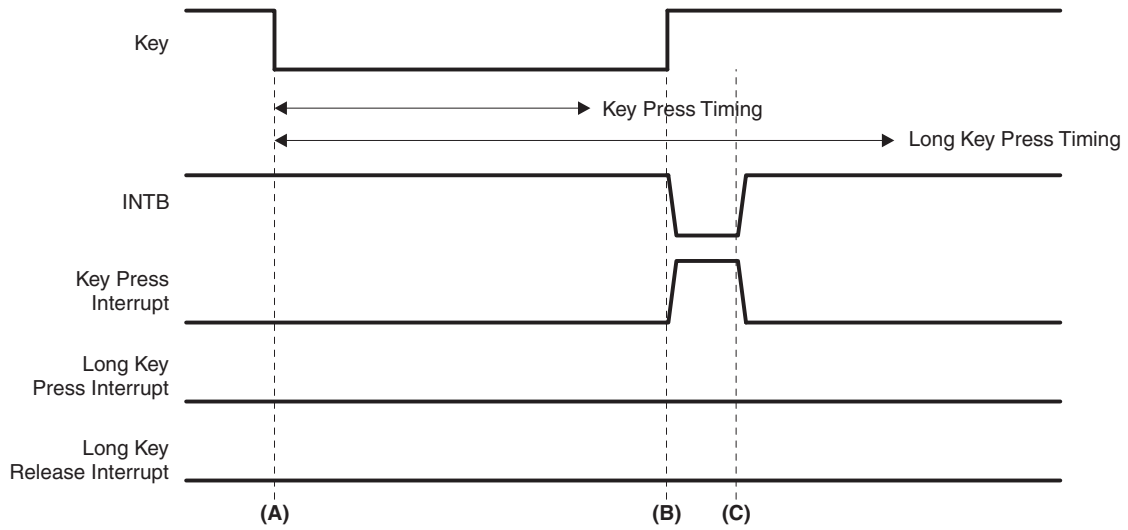 Key
Key Press Timing
Long Key Press Timing
INTB
Key Press
Interrupt
Long Key
Press Interrupt
Long Key
Release Interrupt
(A)
(B)
(C)